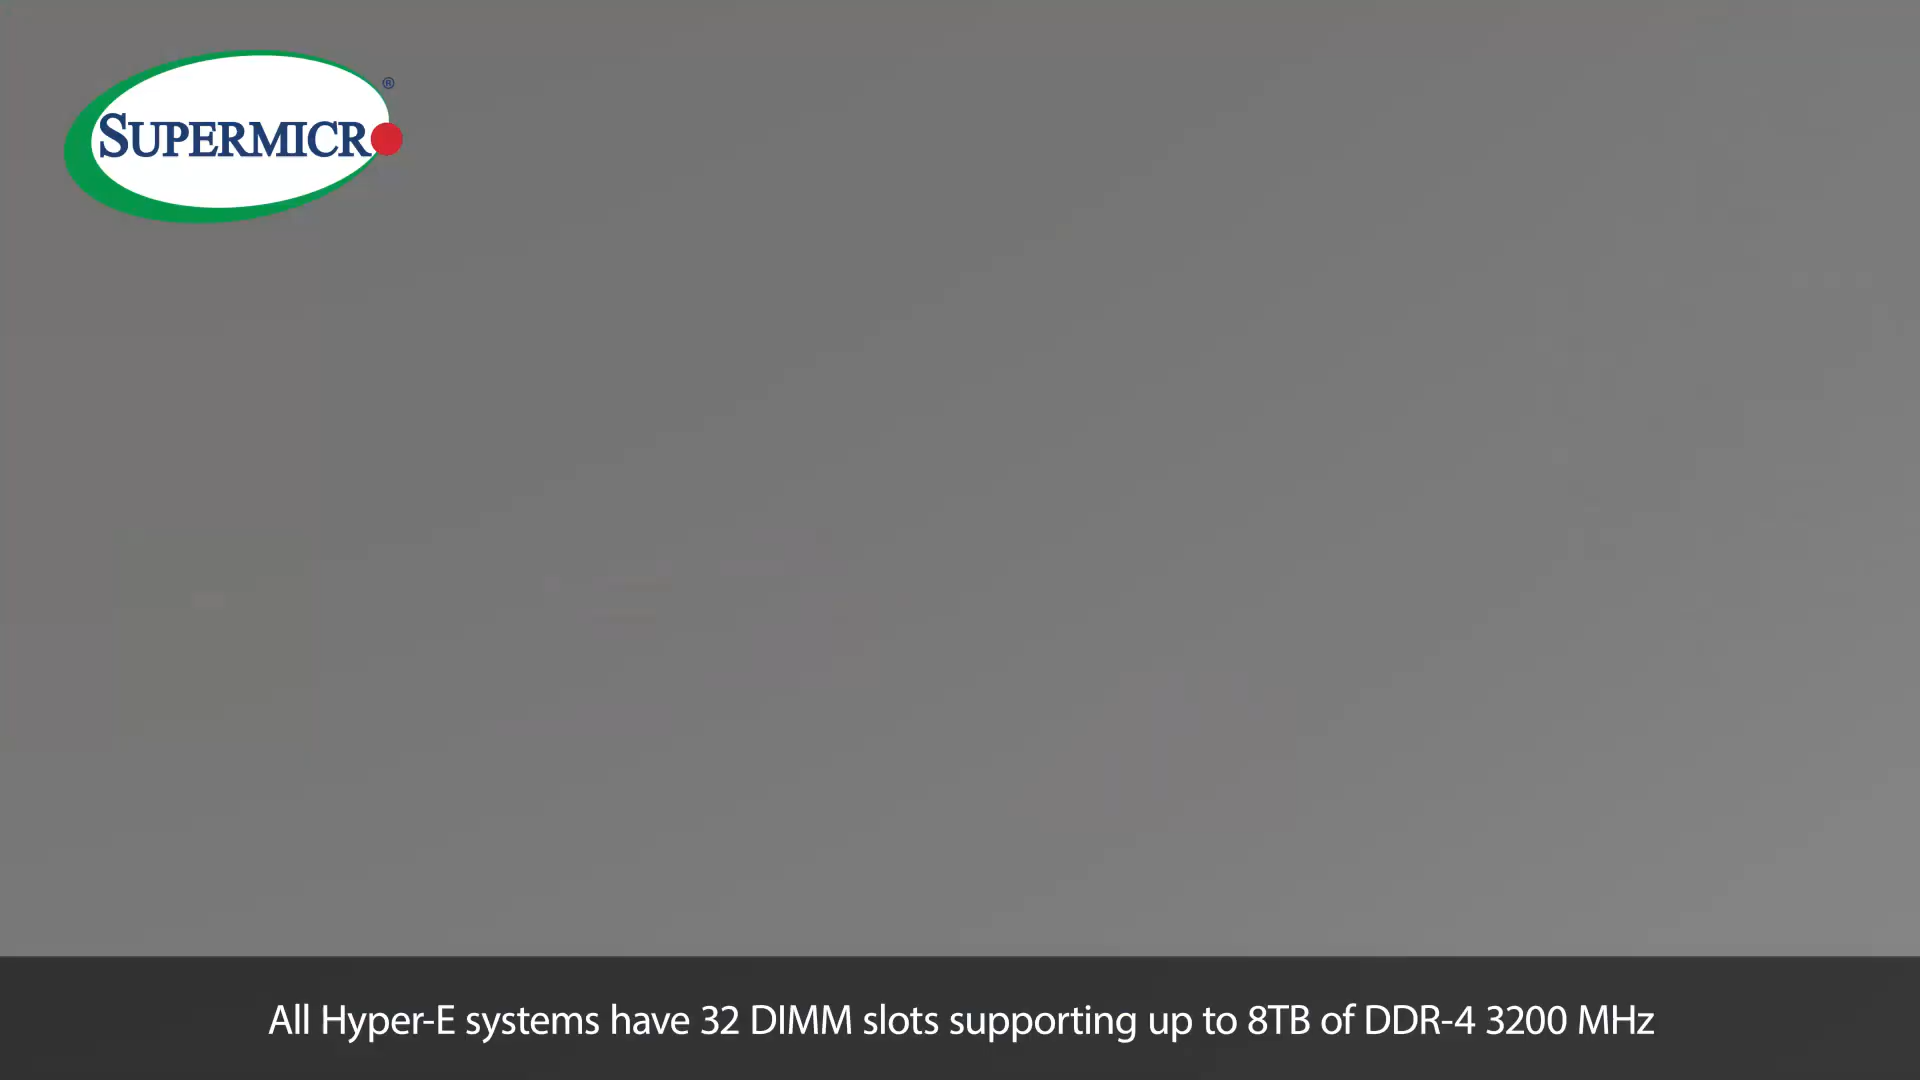 SUPERMICR
®
All Hyper-E systems have 32 DIMM slots supporting up to 8TB of DDR-4 3200 MHz